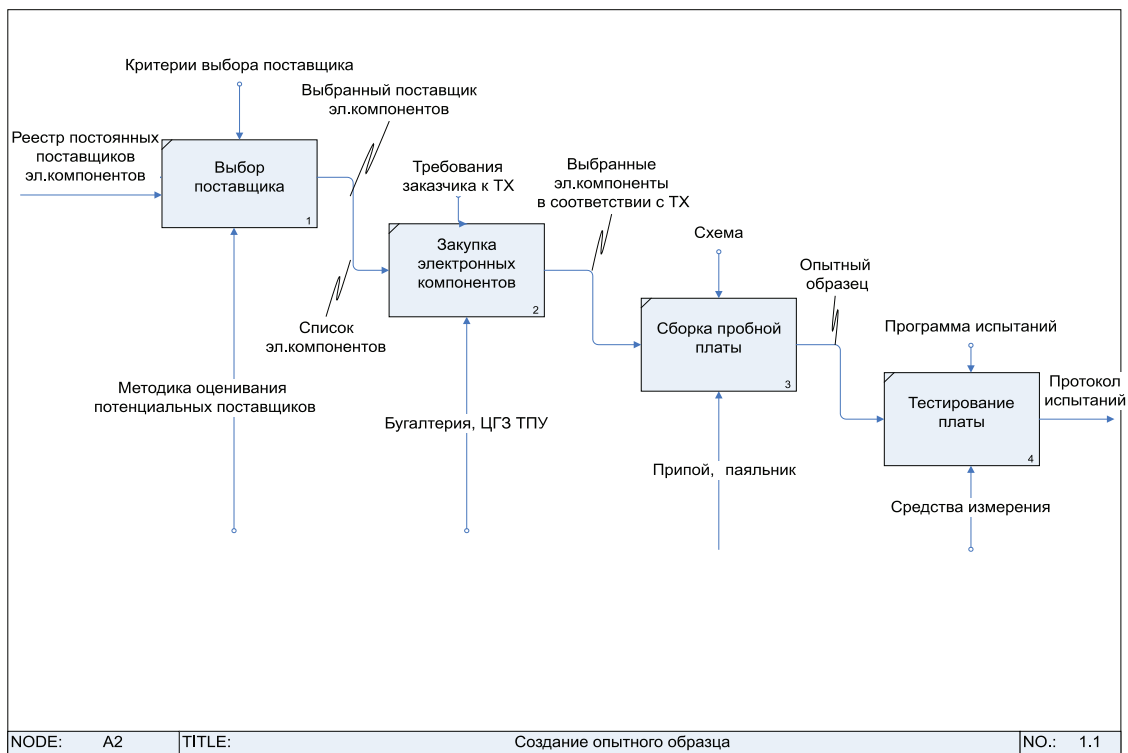 Критерии выбора поставщика
Выбранный поставщик
эл.компонентов
Реестр постоянных
поставщиков
эл.компонентов
Выбор
поставщика
1
Требования
заказчика к ТХ
Выбранные
эл.компоненты
в соответствии с ТХ
Закупка
электронных
компонентов
2
Схема
Список
эл.компонентов
Опытный
образец
Сборка пробной
платы
3
Программа испытаний
Методика оценивания
потенциальных поставщиков
Протокол
испытаний
Тестирование
платы
4
Бугалтерия, ЦГЗ ТПУ
Припой, паяльник
Средства измерения
NODE: A2 TITLE: Создание опытного образца NO.: 1.1